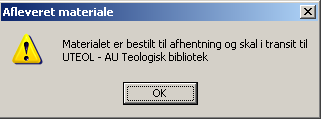 Afleveret materiale
Materialet er bestilt til afhentning og skal i transit til
UTEOL - AU Teologisk bibliotek
OK